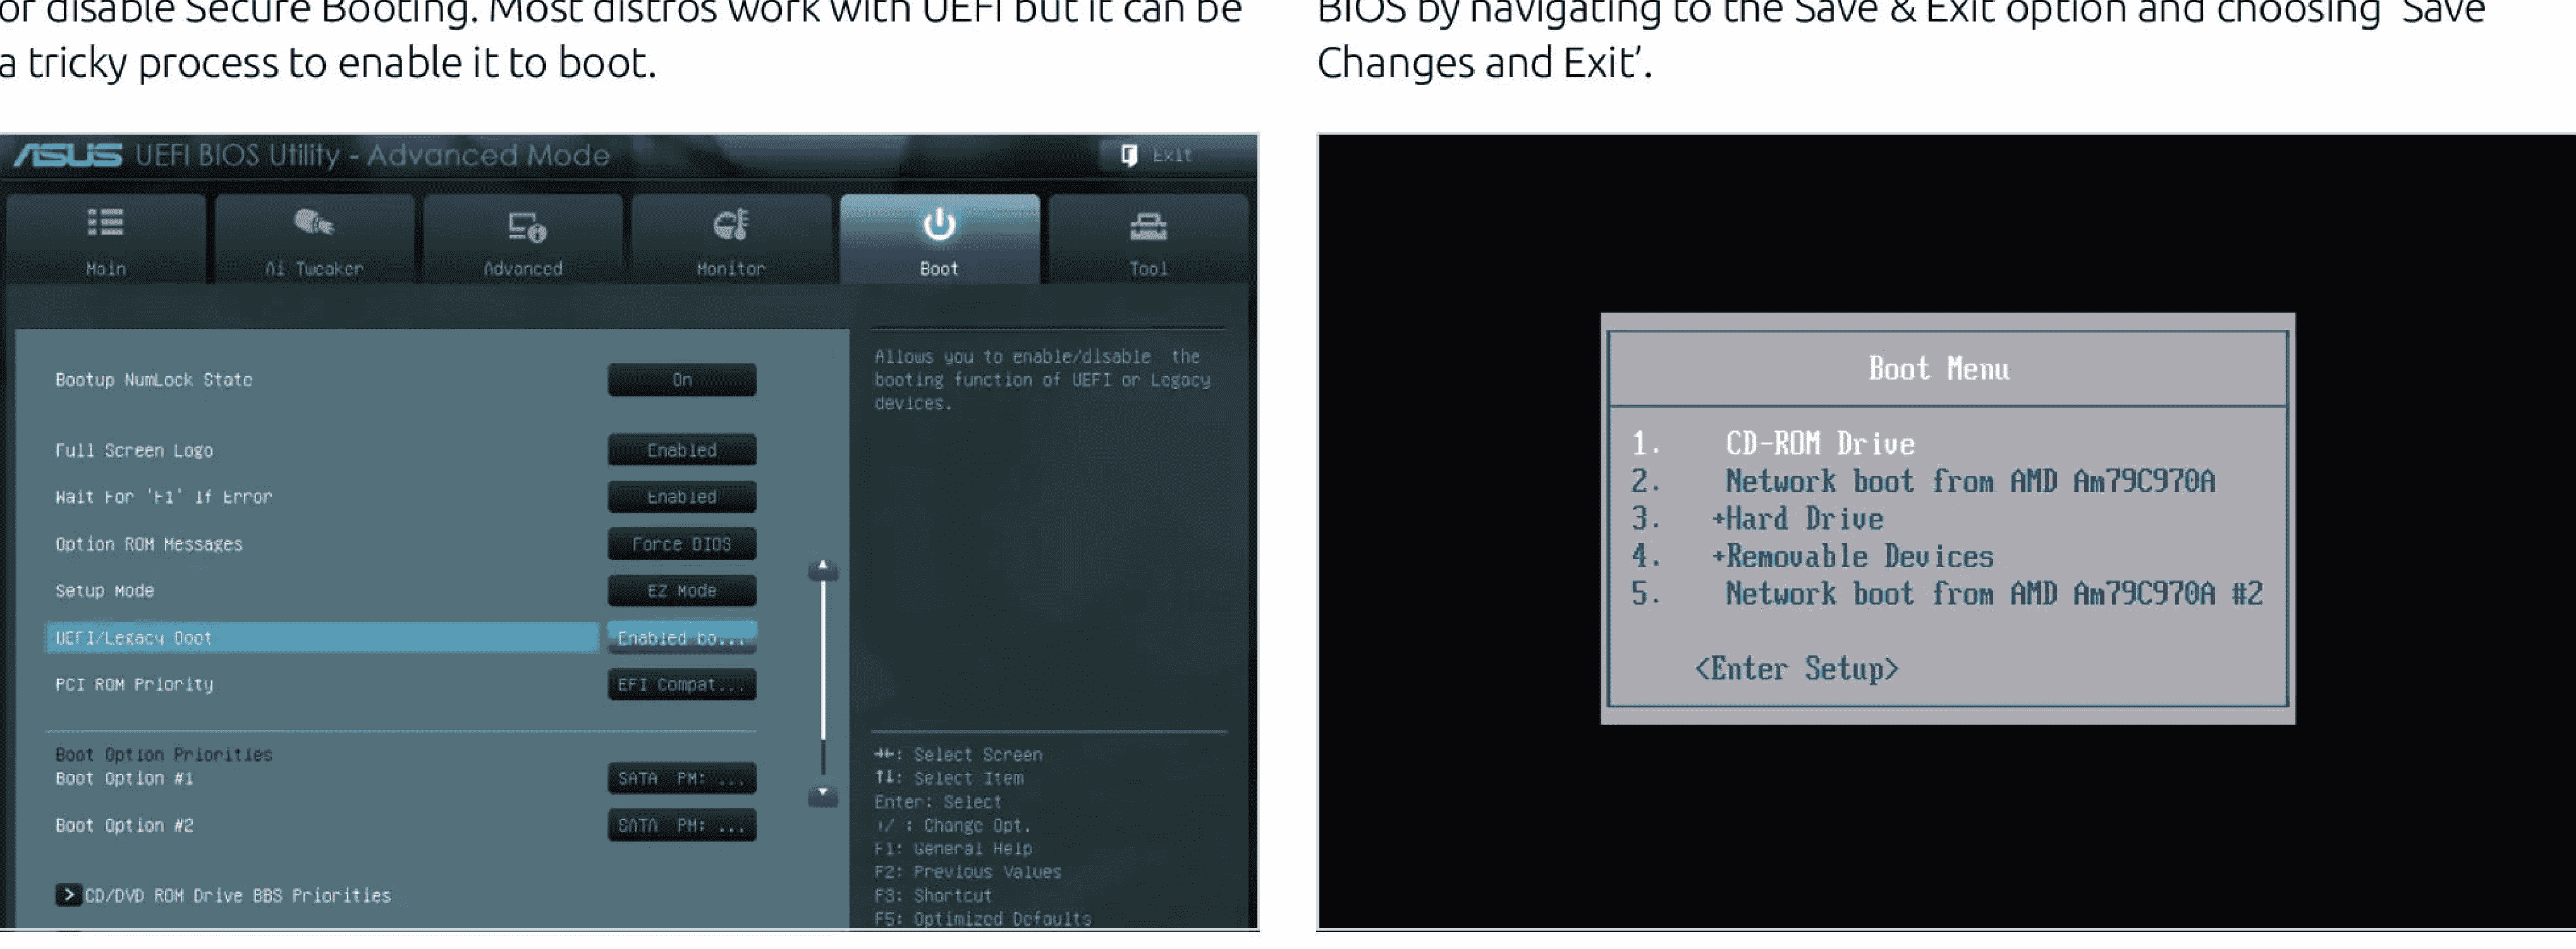 or disable Secure Booting. Most distros work with UEFI but it can be
a tricky process to enable it to boot.
BIOS by navigating to the Save & Exit option and choosing 'Save
Changes and Exit'.
ASUS UEFI BIOS Utility - Advanced Mode
Exit
Main
Ai Tweaker
Advanced
Monitor
Boot
Tool
Bootup NumLock State
On
Full Screen Logo
Enabled
Wait For 'F1' If Error
Enabled
Option ROM Messages
Force BIOS
Setup Mode
EZ Mode
UEFI/Legacy Boot
Enabled bo...
PCI ROM Priority
EFI Compat...
Boot Option Priorities
Boot Option #1
SATA PM: ...
Boot Option #2
SATA PM: ...
> CD/DVD ROM Drive BBS Priorities
Allows you to enable/disable the
booting function of UEFI or Legacy
devices.
→←: Select Screen
↑↓: Select Item
Enter: Select
+/-: Change Opt.
F1: General Help
F2: Previous Values
F3: Shortcut
F5: Optimized Defaults
Boot Menu
1. CD-ROM Drive
2. Network boot from AMD Am79C970A
3. +Hard Drive
4. +Removable Devices
5. Network boot from AMD Am79C970A #2
<Enter Setup>